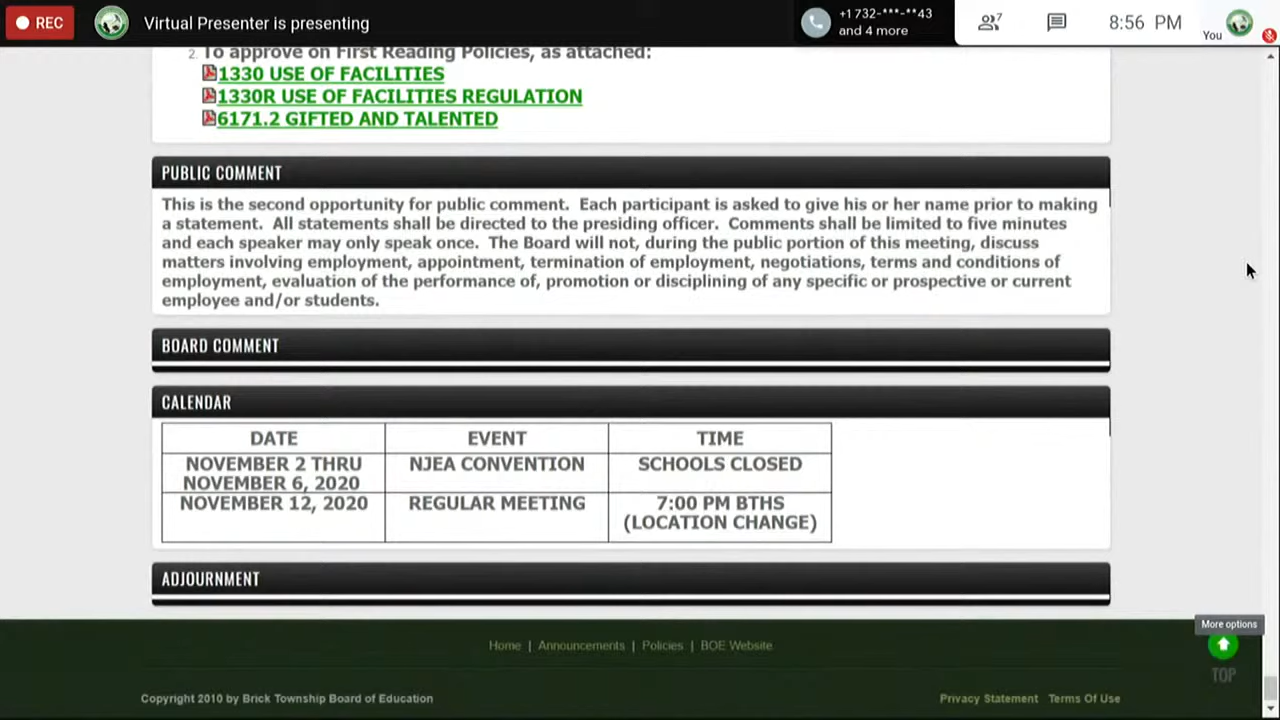 REC
Virtual Presenter is presenting
+1 732-***-**43
and 4 more
7
8:56 PM
You
2. To approve on First Reading Policies, as attached:
1330 USE OF FACILITIES
1330R USE OF FACILITIES REGULATION
6171.2 GIFTED AND TALENTED
PUBLIC COMMENT
This is the second opportunity for public comment. Each participant is asked to give his or her name prior to making
a statement. All statements shall be directed to the presiding officer. Comments shall be limited to five minutes
and each speaker may only speak once. The Board will not, during the public portion of this meeting, discuss
matters involving employment, appointment, termination of employment, negotiations, terms and conditions of
employment, evaluation of the performance of, promotion or disciplining of any specific or prospective or current
employee and/or students.
BOARD COMMENT
CALENDAR
DATE EVENT TIME
NOVEMBER 2 THRU NJEA CONVENTION SCHOOLS CLOSED
NOVEMBER 6, 2020
NOVEMBER 12, 2020 REGULAR MEETING 7:00 PM BTHS
(LOCATION CHANGE)
ADJOURNMENT
More options
Home | Announcements | Policies | BOE Website
TOP
Copyright 2010 by Brick Township Board of Education Privacy Statement Terms Of Use